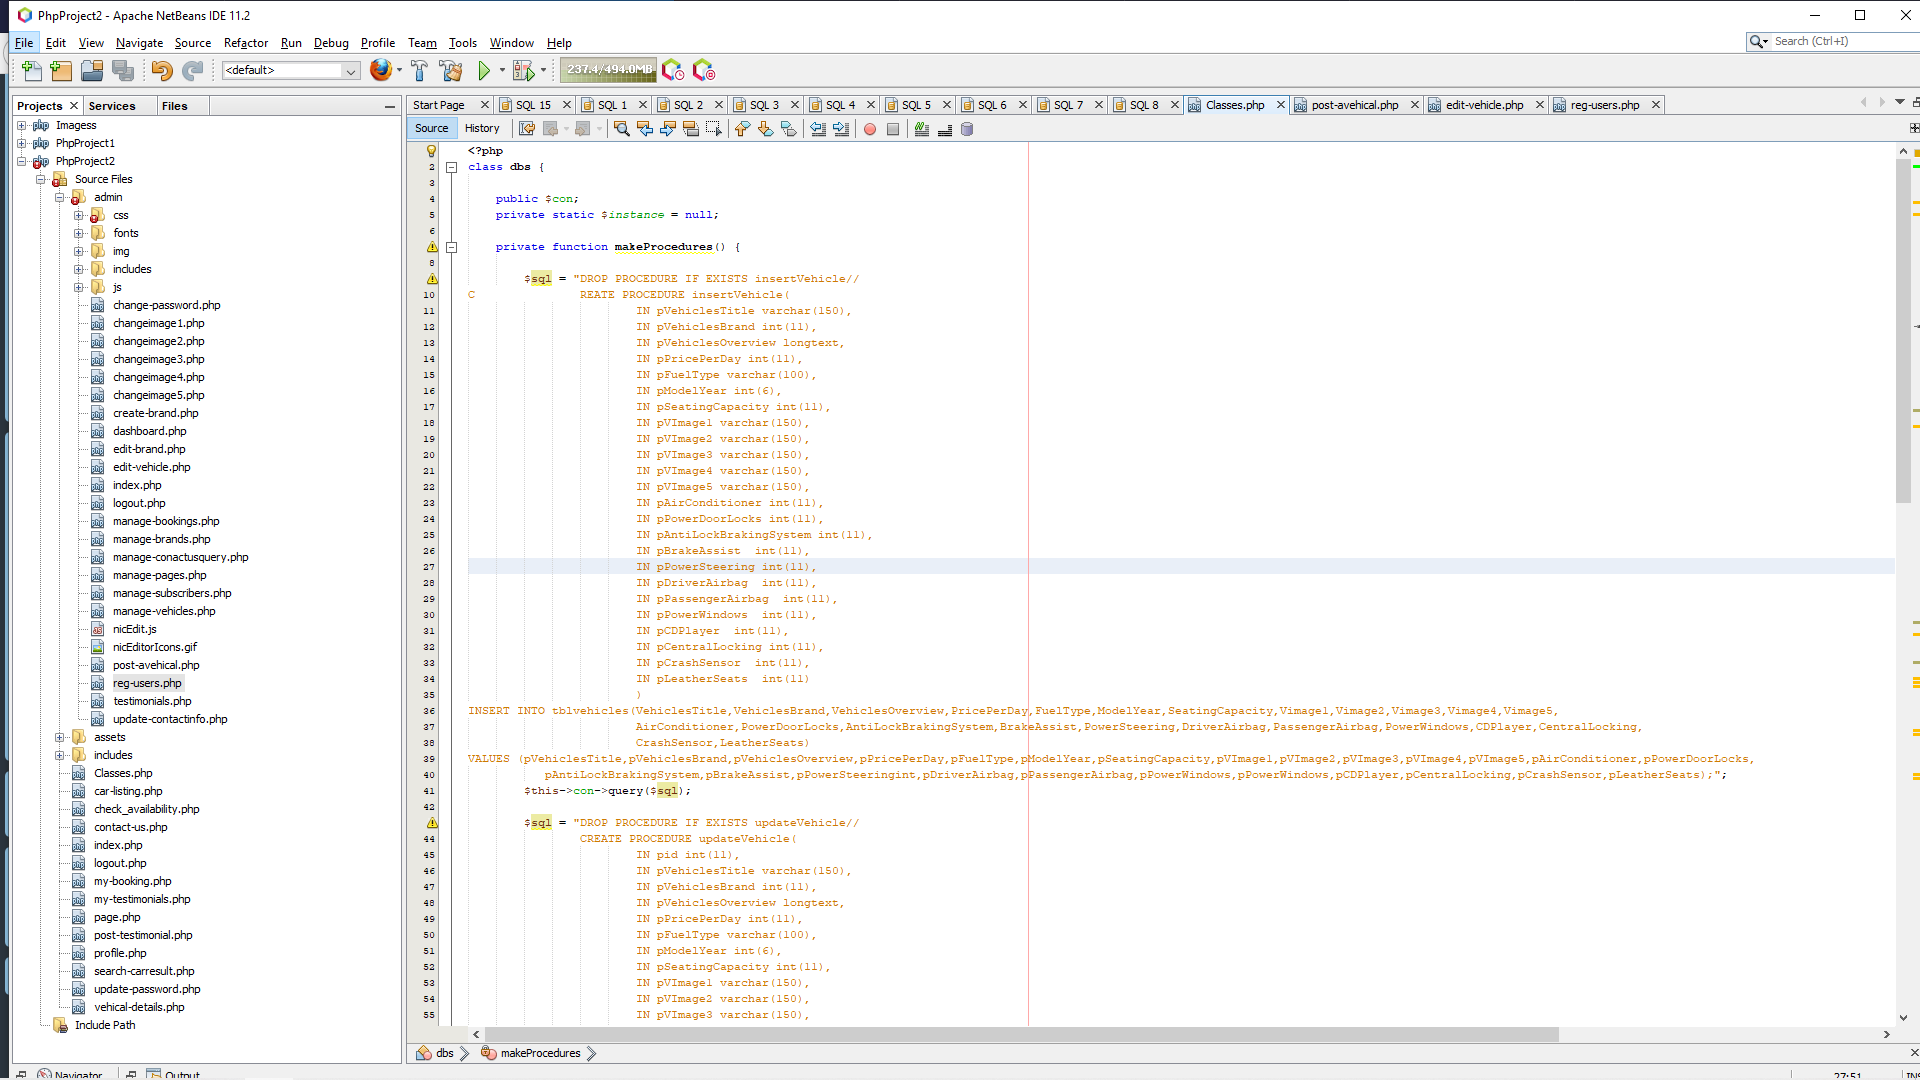 PhpProject2 - Apache NetBeans IDE 11.2
File Edit View Navigate Source Refactor Run Debug Profile Team Tools Window Help
Search (Ctrl+I)
<default>
237.4/494.0MB
Projects Services Files
Start Page SQL 15 SQL 1 SQL 2 SQL 3 SQL 4 SQL 5 SQL 6 SQL 7 SQL 8 Classes.php post-avehical.php edit-vehicle.php reg-users.php
Source History
Imagess
PhpProject1
PhpProject2
Source Files
admin
css
fonts
img
includes
js
change-password.php
changeimage1.php
changeimage2.php
changeimage3.php
changeimage4.php
changeimage5.php
create-brand.php
dashboard.php
edit-brand.php
edit-vehicle.php
index.php
logout.php
manage-bookings.php
manage-brands.php
manage-conactusquery.php
manage-pages.php
manage-subscribers.php
manage-vehicles.php
nicEdit.js
nicEditorIcons.gif
post-avehical.php
reg-users.php
testimonials.php
update-contactinfo.php
assets
includes
Classes.php
car-listing.php
check_availability.php
contact-us.php
index.php
logout.php
my-booking.php
my-testimonials.php
page.php
post-testimonial.php
profile.php
search-carresult.php
update-password.php
vehical-details.php
Include Path
<?php
2 class dbs {
3
4 public $con;
5 private static $instance = null;
6
private function makeProcedures() {
8
$sql = "DROP PROCEDURE IF EXISTS insertVehicle//
10 C REATE PROCEDURE insertVehicle(
11 IN pVehiclesTitle varchar(150),
12 IN pVehiclesBrand int(11),
13 IN pVehiclesOverview longtext,
14 IN pPricePerDay int(11),
15 IN pFuelType varchar(100),
16 IN pModelYear int(6),
17 IN pSeatingCapacity int(11),
18 IN pVImage1 varchar(150),
19 IN pVImage2 varchar(150),
20 IN pVImage3 varchar(150),
21 IN pVImage4 varchar(150),
22 IN pVImage5 varchar(150),
23 IN pAirConditioner int(11),
24 IN pPowerDoorLocks int(11),
25 IN pAntiLockBrakingSystem int(11),
26 IN pBrakeAssist int(11),
27 IN pPowerSteering int(11),
28 IN pDriverAirbag int(11),
29 IN pPassengerAirbag int(11),
30 IN pPowerWindows int(11),
31 IN pCDPlayer int(11),
32 IN pCentralLocking int(11),
33 IN pCrashSensor int(11),
34 IN pLeatherSeats int(11)
35 )
36 INSERT INTO tblvehicles(VehiclesTitle,VehiclesBrand,VehiclesOverview,PricePerDay,FuelType,ModelYear,SeatingCapacity,Vimage1,Vimage2,Vimage3,Vimage4,Vimage5,
37 AirConditioner,PowerDoorLocks,AntiLockBrakingSystem,BrakeAssist,PowerSteering,DriverAirbag,PassengerAirbag,PowerWindows,CDPlayer,CentralLocking,
38 CrashSensor,LeatherSeats)
39 VALUES (pVehiclesTitle,pVehiclesBrand,pVehiclesOverview,pPricePerDay,pFuelType,pModelYear,pSeatingCapacity,pVImage1,pVImage2,pVImage3,pVImage4,pVImage5,pAirConditioner,pPowerDoorLocks,
40 pAntiLockBrakingSystem,pBrakeAssist,pPowerSteeringint,pDriverAirbag,pPassengerAirbag,pPowerWindows,pPowerWindows,pCDPlayer,pCentralLocking,pCrashSensor,pLeatherSeats);";
41 $this->con->query($sql);
42
$sql = "DROP PROCEDURE IF EXISTS updateVehicle//
44 CREATE PROCEDURE updateVehicle(
45 IN pid int(11),
46 IN pVehiclesTitle varchar(150),
47 IN pVehiclesBrand int(11),
48 IN pVehiclesOverview longtext,
49 IN pPricePerDay int(11),
50 IN pFuelType varchar(100),
51 IN pModelYear int(6),
52 IN pSeatingCapacity int(11),
53 IN pVImage1 varchar(150),
54 IN pVImage2 varchar(150),
55 IN pVImage3 varchar(150),
dbs makeProcedures
Navigator Output 27:51